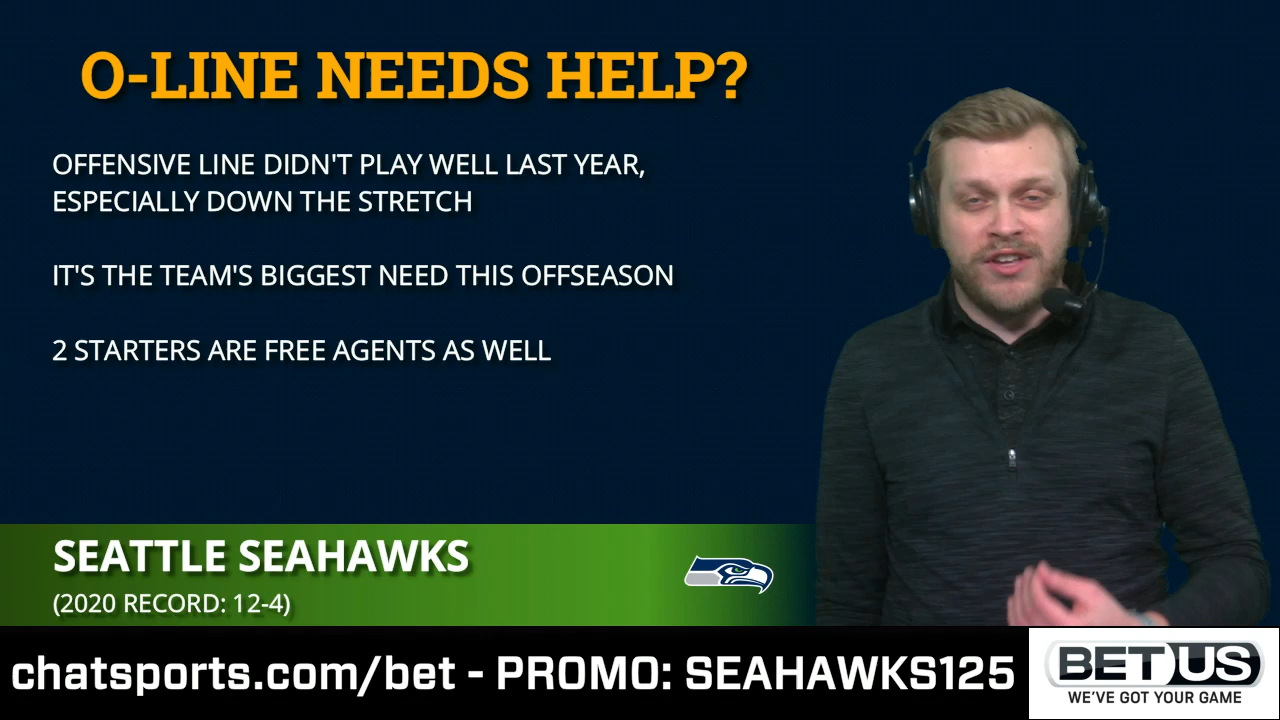 O-LINE NEEDS HELP?
OFFENSIVE LINE DIDN'T PLAY WELL LAST YEAR,
ESPECIALLY DOWN THE STRETCH
IT'S THE TEAM'S BIGGEST NEED THIS OFFSEASON
2 STARTERS ARE FREE AGENTS AS WELL
SEATTLE SEAHAWKS
(2020 RECORD: 12-4)
chatsports.com/bet - PROMO: SEAHAWKS125
BETUS
WE'VE GOT YOUR GAME